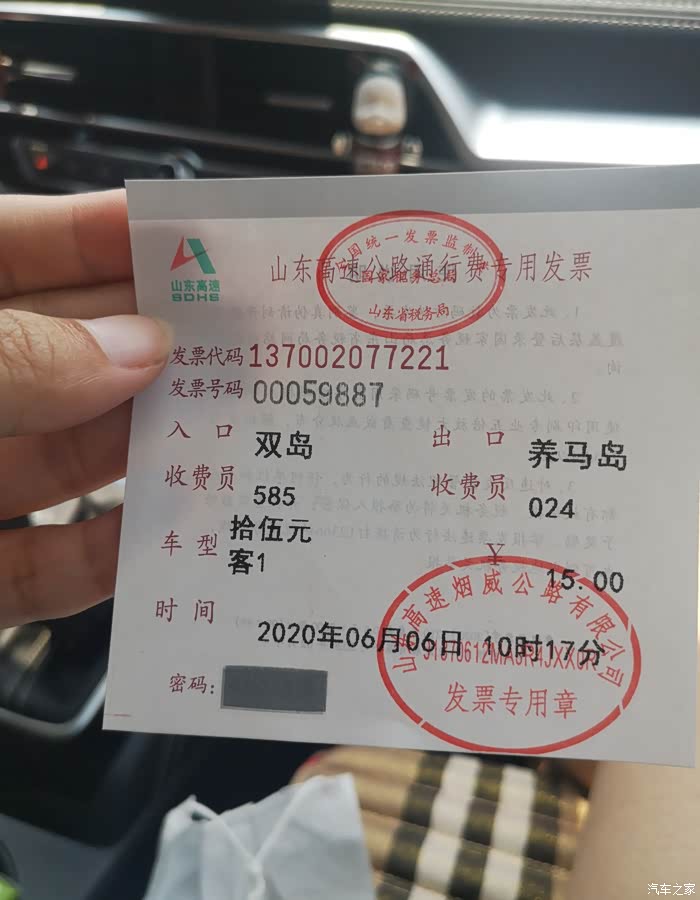 中国统一发票监制章
山东高速公路通行费专用发票
国家税务总局
山东省税务局
山东高速
SDHS
发票代码 137002077221
发票号码 00059887
入口 双岛 出口 养马岛
收费员 585 收费员 024
拾伍元
车型 客1 ¥ 15.00
山东高速烟威公路有限公司
时间 2020年06月06日 10时17分
发票专用章
密码:
汽车之家